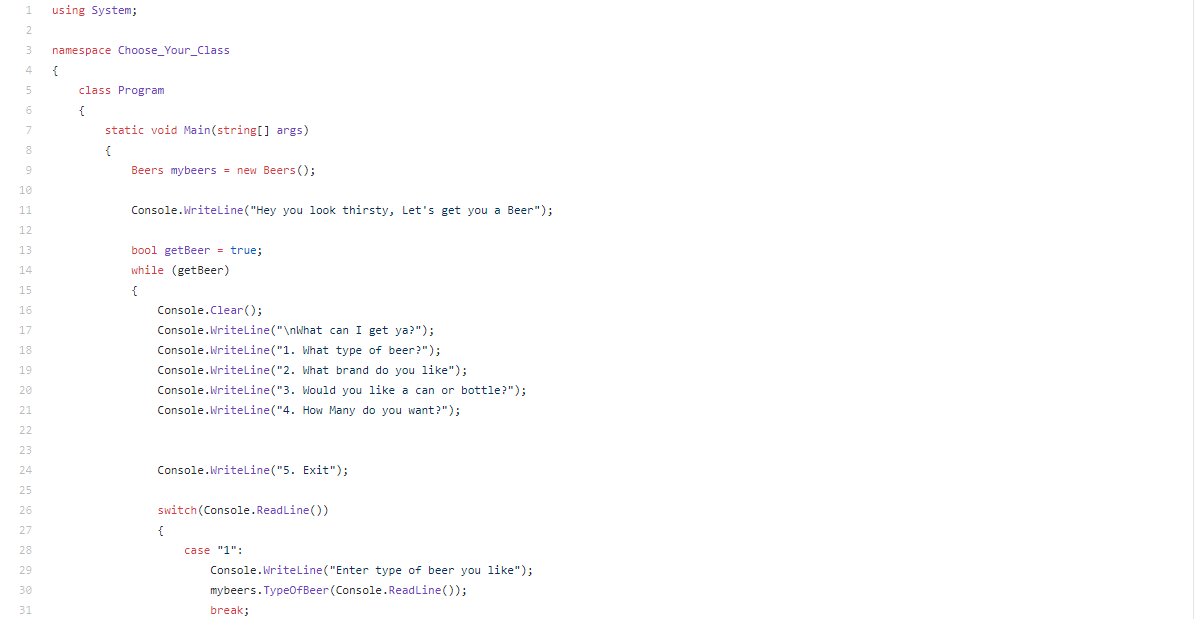 1 using System;
2
3 namespace Choose_Your_Class
4 {
5     class Program
6     {
7         static void Main(string[] args)
8         {
9             Beers mybeers = new Beers();
10
11             Console.WriteLine("Hey you look thirsty, Let's get you a Beer");
12
13             bool getBeer = true;
14             while (getBeer)
15             {
16                 Console.Clear();
17                 Console.WriteLine("\nWhat can I get ya?");
18                 Console.WriteLine("1. What type of beer?");
19                 Console.WriteLine("2. What brand do you like");
20                 Console.WriteLine("3. Would you like a can or bottle?");
21                 Console.WriteLine("4. How Many do you want?");
22
23
24                 Console.WriteLine("5. Exit");
25
26                 switch(Console.ReadLine())
27                 {
28                     case "1":
29                         Console.WriteLine("Enter type of beer you like");
30                         mybeers.TypeOfBeer(Console.ReadLine());
31                         break;